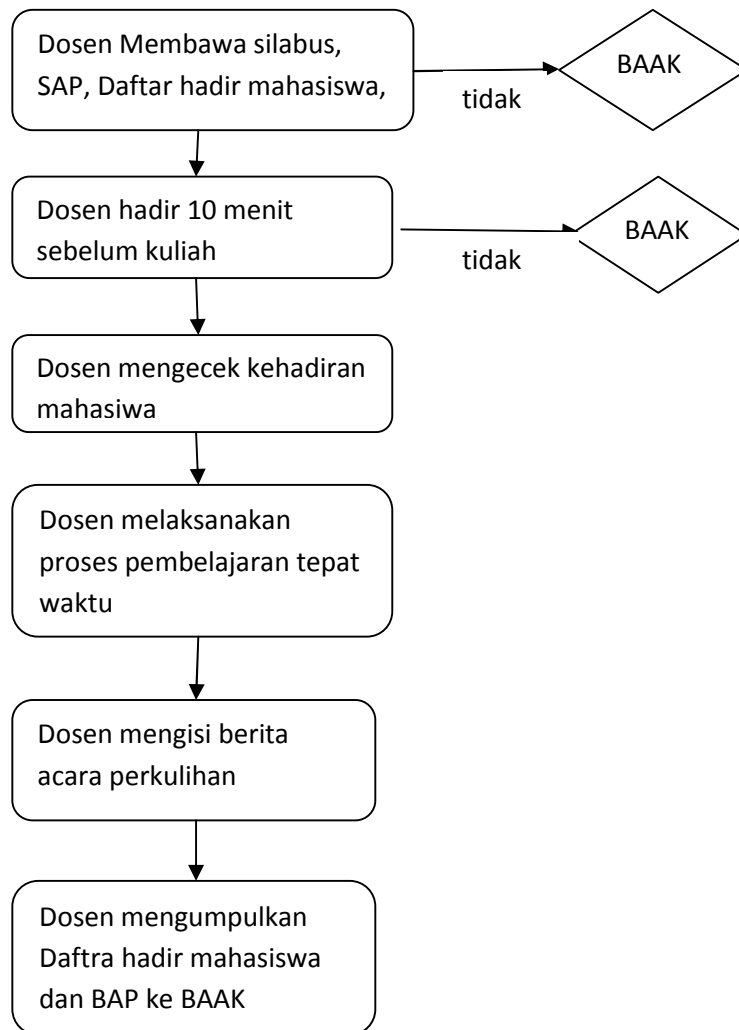 Dosen Membawa silabus,
SAP, Daftar hadir mahasiswa,
BAAK
tidak
Dosen hadir 10 menit
sebelum kuliah
BAAK
tidak
Dosen mengecek kehadiran
mahasiwa
Dosen melaksanakan
proses pembelajaran tepat
waktu
Dosen mengisi berita
acara perkulihan
Dosen mengumpulkan
Daftra hadir mahasiswa
dan BAP ke BAAK